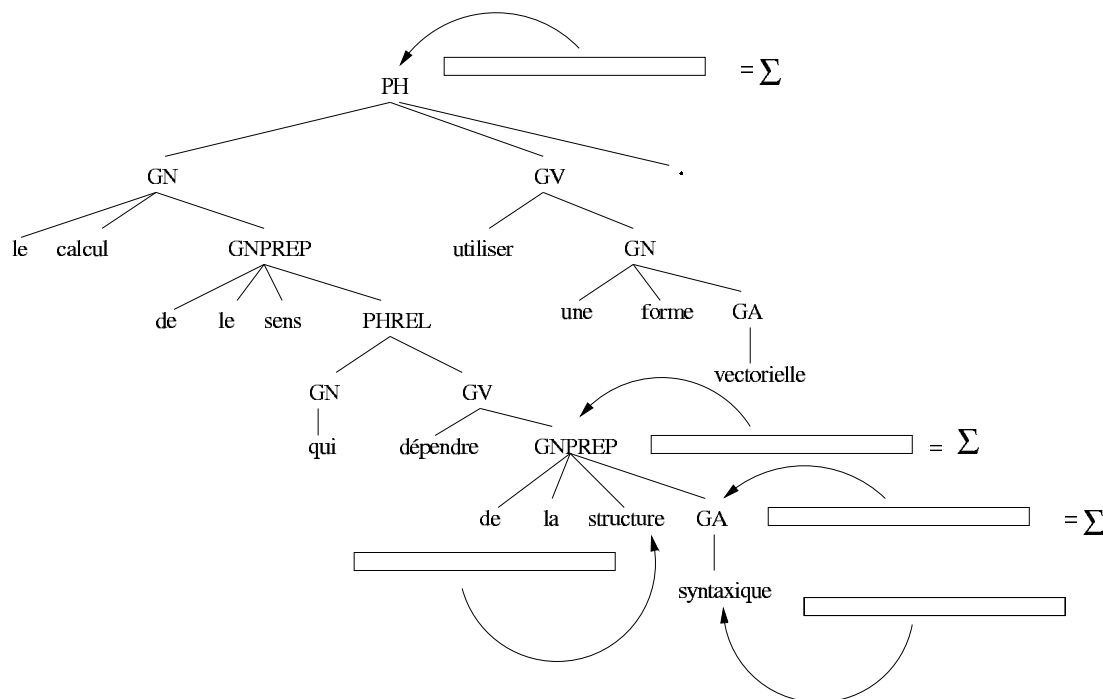 = Σ
PH
GN GV .
le calcul GNPREP utiliser GN
de le sens PHREL une forme GA
vectorielle
GN GV
qui dépendre GNPREP = Σ
de la structure GA = Σ
syntaxique